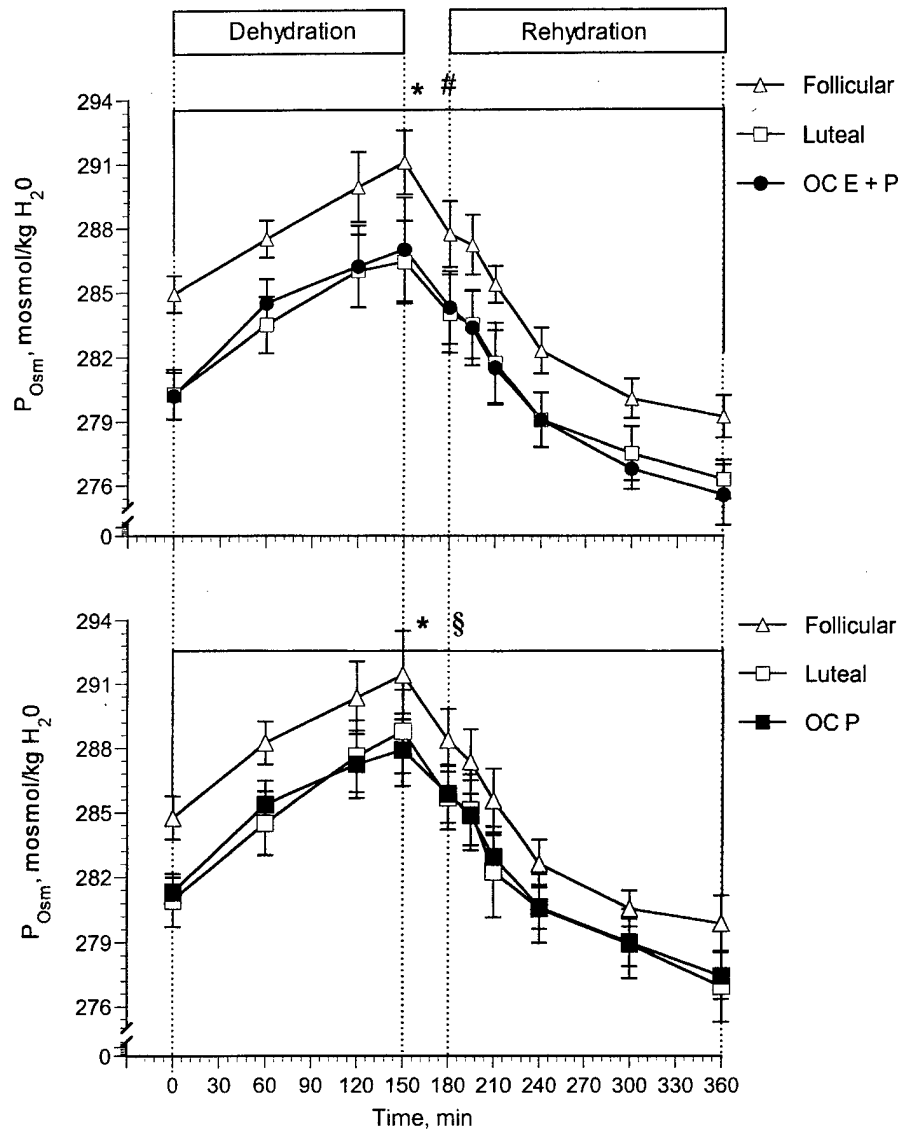 Dehydration
Rehydration
* #
294
291
288
285
282
279
276
0
P_Osm, mosmol/kg H_20
Follicular
Luteal
OC E + P
* §
294
291
288
285
282
279
276
0
P_Osm, mosmol/kg H_20
Follicular
Luteal
OC P
0 30 60 90 120 150 180 210 240 270 300 330 360
Time, min